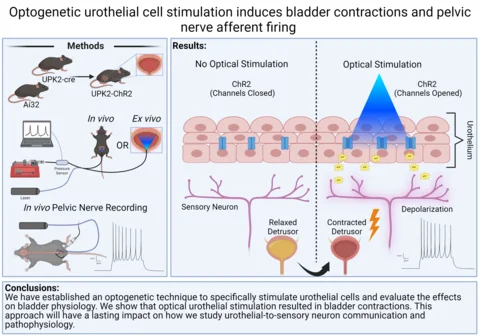 Optogenetic urothelial cell stimulation induces bladder contractions and pelvic
nerve afferent firing
Methods
UPK2-cre
Ai32
UPK2-ChR2
In vivo
Ex vivo
OR
Pressure
Sensor
Laser
In vivo Pelvic Nerve Recording
Results:
No Optical Stimulation
ChR2
(Channels Closed)
Optical Stimulation
ChR2
(Channels Opened)
Urothelium
Sensory Neuron
Relaxed
Detrusor
Contracted
Detrusor
Depolarization
Conclusions:
We have established an optogenetic technique to specifically stimulate urothelial cells and evaluate the effects
on bladder physiology. We show that optical urothelial stimulation resulted in bladder contractions. This
approach will have a lasting impact on how we study urothelial-to-sensory neuron communication and
pathophysiology.